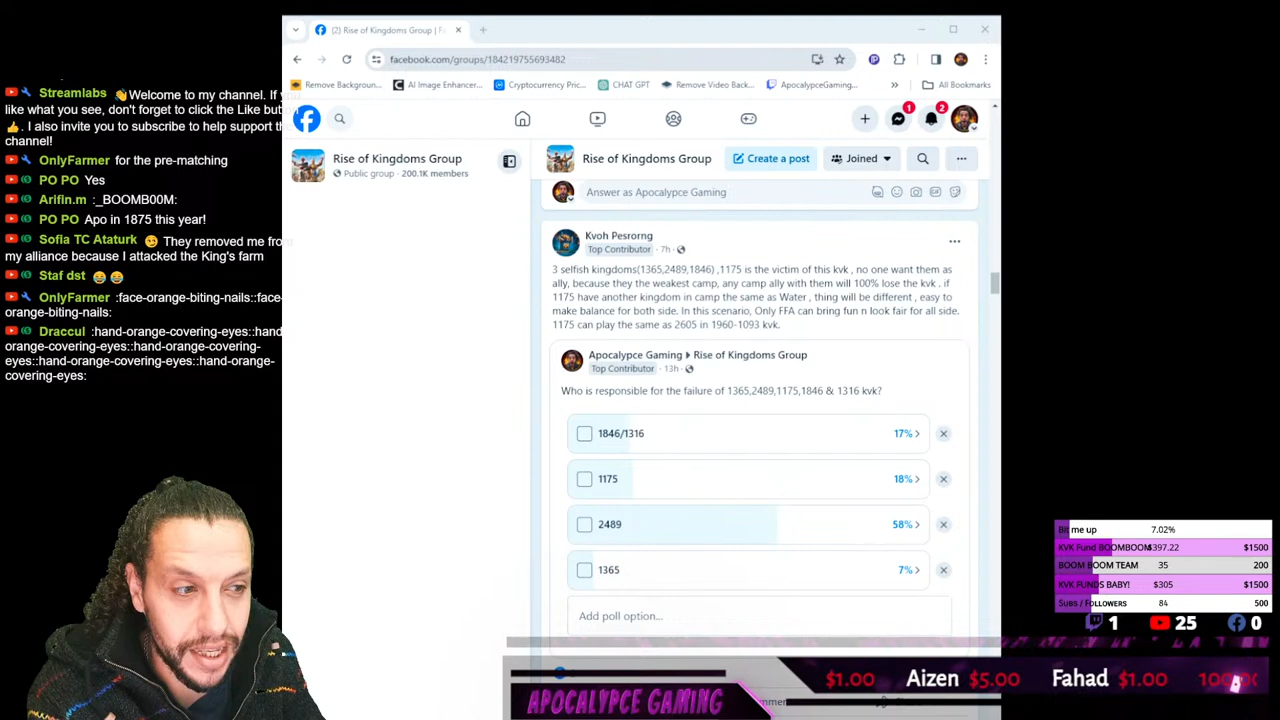 Streamlabs 👋Welcome to my channel. If y
like what you see, don't forget to click the Like but
👍. I also invite you to subscribe to help support th
channel!
OnlyFarmer for the pre-matching
PO PO Yes
Arifin.m :_BOOMB00M:
PO PO Apo in 1875 this year!
Sofia TC Ataturk 😏 They removed me from
my alliance because I attacked the King's farm
Staf dst 😂 😂
OnlyFarmer :face-orange-biting-nails::face-
orange-biting-nails:
Draccul :hand-orange-covering-eyes::hand-
orange-covering-eyes::hand-orange-
covering-eyes::hand-orange-
covering-eyes:
(2) Rise of Kingdoms Group | F
facebook.com/groups/184219755693482
Remove Backgroun...
AI Image Enhancer...
Cryptocurrency Pric...
CHAT GPT
Remove Video Back...
ApocalypceGaming...
All Bookmarks
1
2
Rise of Kingdoms Group
Public group · 200.1K members
Rise of Kingdoms Group
Create a post
Joined
Answer as Apocalypce Gaming
Kvoh Pesrorng
Top Contributor · 7h ·
3 selfish kingdoms(1365,2489,1846) ,1175 is the victim of this kvk , no one want them as
ally, because they the weakest camp, any camp ally with them will 100% lose the kvk . if
1175 have another kingdom in camp the same as Water , thing will be different , easy to
make balance for both side. In this scenario, Only FFA can bring fun n look fair for all side.
1175 can play the same as 2605 in 1960-1093 kvk.
Apocalypce Gaming ▸ Rise of Kingdoms Group
Top Contributor · 13h ·
Who is responsible for the failure of 1365,2489,1175,1846 & 1316 kvk?
1846/1316 17%
1175 18%
2489 58%
1365 7%
Add poll option...
Bit me up 7.02%
KVK Fund BOOMBOOM $397.22 $1500
BOOM BOOM TEAM 35 200
KVK FUNDS BABY! $305 $1500
Subs / Followers 84 500
1 25 0
APOCALYPCE GAMING
$1.00 Aizen $5.00 Fahad $1.00